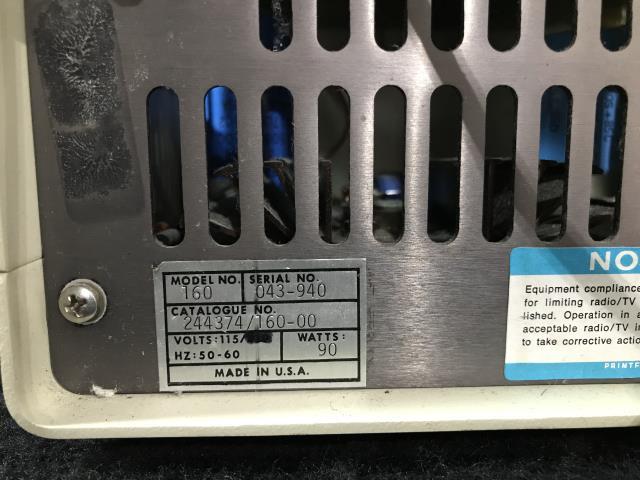 MODEL NO. SERIAL NO.
160 043-940
CATALOGUE NO.
244374/160-00
VOLTS:115/ WATTS:
HZ:50-60 90
MADE IN U.S.A.
NO
Equipment compliance
for limiting radio/TV
lished. Operation in a
acceptable radio/TV in
to take corrective actio
PRINTF